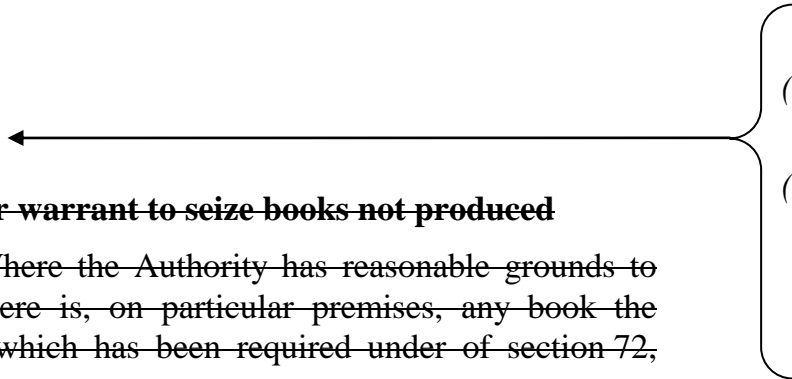 r warrant to seize books not produced
here the Authority has reasonable grounds to
ere is, on particular premises, any book the
which has been required under of section 72,
(
(